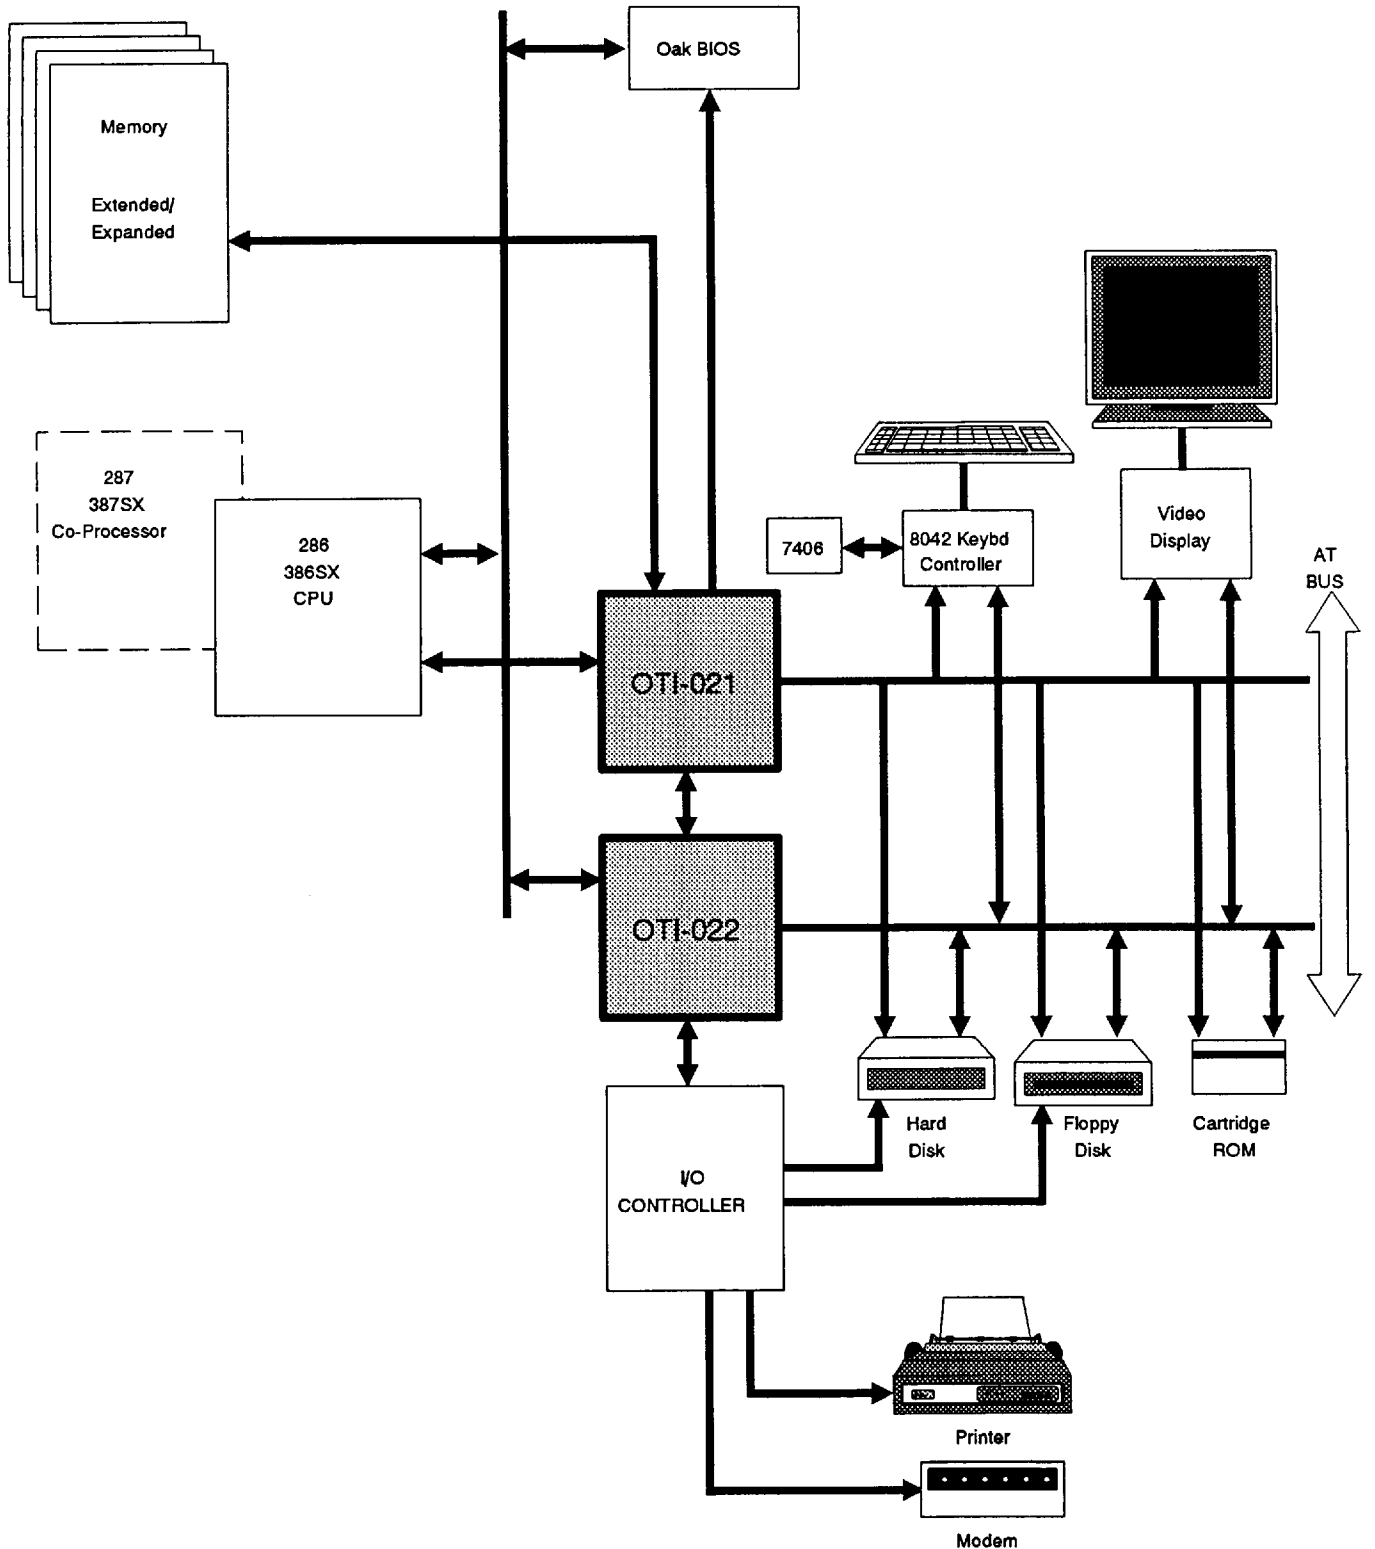 Oak BIOS
Memory
Extended/
Expanded
287
387SX
Co-Processor
286
386SX
CPU
7406
8042 Keybd
Controller
Video
Display
AT
BUS
OTI-021
OTI-022
Hard
Disk
Floppy
Disk
Cartridge
ROM
I/O
CONTROLLER
Printer
Modem